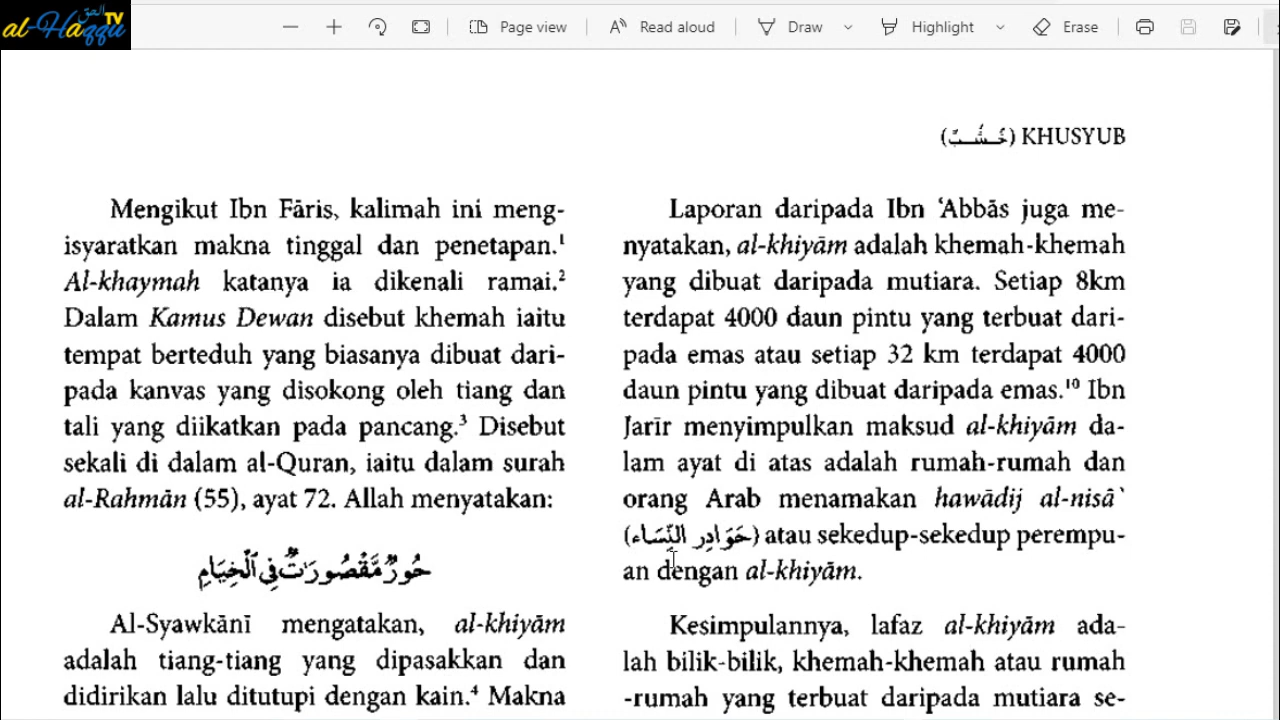 الحق
al-Haqqu TV
Page view
Read aloud
Draw
Highlight
Erase
(خُشُبٌ) KHUSYUB
Mengikut Ibn Fāris, kalimah ini meng-
isyaratkan makna tinggal dan penetapan.¹
Al-khaymah katanya ia dikenali ramai.²
Dalam Kamus Dewan disebut khemah iaitu
tempat berteduh yang biasanya dibuat dari-
pada kanvas yang disokong oleh tiang dan
tali yang diikatkan pada pancang.³ Disebut
sekali di dalam al-Quran, iaitu dalam surah
al-Rahmān (55), ayat 72. Allah menyatakan:
حُورٌ مَّقْصُورَٰتٌ فِى ٱلْخِيَامِ
Al-Syawkānī mengatakan, al-khiyām
adalah tiang-tiang yang dipasakkan dan
didirikan lalu ditutupi dengan kain.⁴ Makna
Laporan daripada Ibn ‘Abbās juga me-
nyatakan, al-khiyām adalah khemah-khemah
yang dibuat daripada mutiara. Setiap 8km
terdapat 4000 daun pintu yang terbuat dari-
pada emas atau setiap 32 km terdapat 4000
daun pintu yang dibuat daripada emas.¹⁰ Ibn
Jarīr menyimpulkan maksud al-khiyām da-
lam ayat di atas adalah rumah-rumah dan
orang Arab menamakan hawādij al-nisā`
(حَوَادِر النِّسَاء) atau sekedup-sekedup perempu-
an dengan al-khiyām.
Kesimpulannya, lafaz al-khiyām ada-
lah bilik-bilik, khemah-khemah atau rumah
-rumah yang terbuat daripada mutiara se-